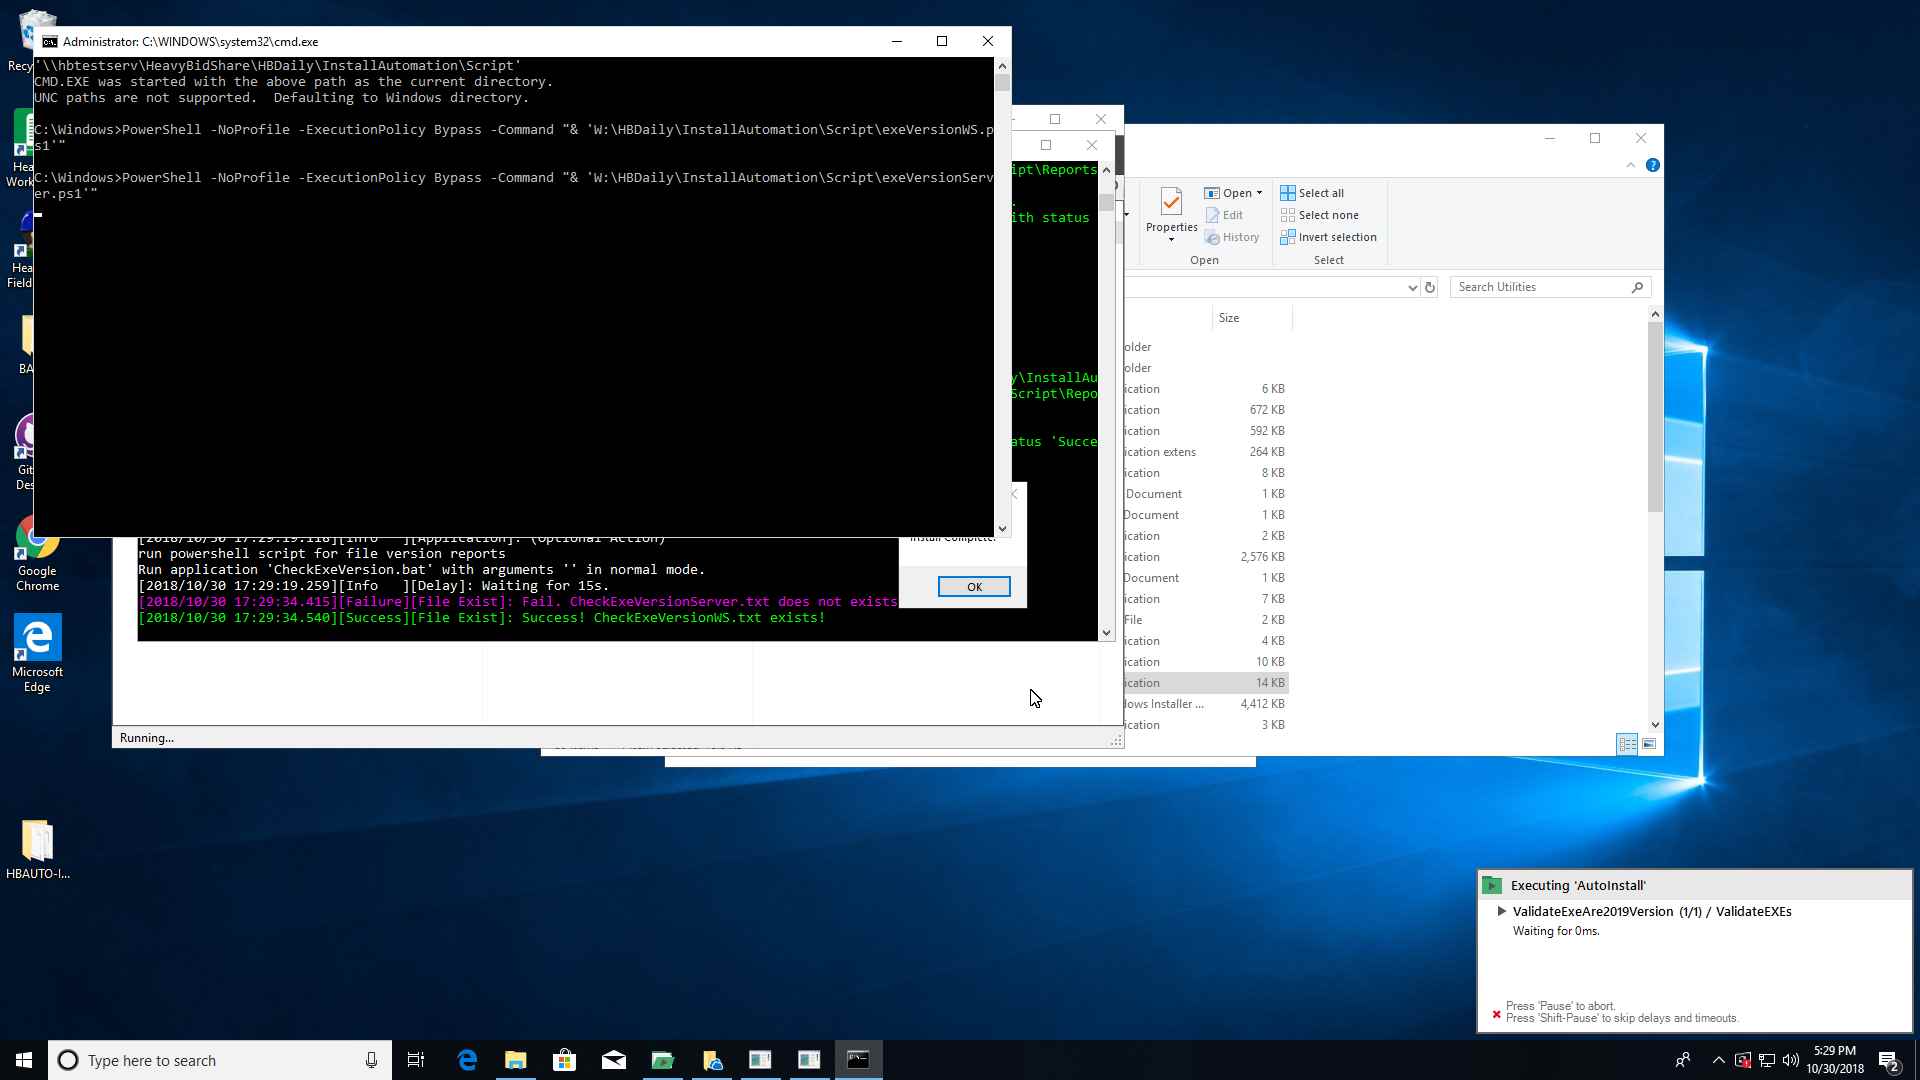 Administrator: C:\WINDOWS\system32\cmd.exe
'\\hbtestserv\HeavyBidShare\HBDaily\InstallAutomation\Script'
CMD.EXE was started with the above path as the current directory.
UNC paths are not supported.  Defaulting to Windows directory.
C:\Windows>PowerShell -NoProfile -ExecutionPolicy Bypass -Command "& 'W:\HBDaily\InstallAutomation\Script\exeVersionWS.p
s1'"
C:\Windows>PowerShell -NoProfile -ExecutionPolicy Bypass -Command "& 'W:\HBDaily\InstallAutomation\Script\exeVersionServ
er.ps1'"
ipt\Reports
ith status
y\InstallAu
Script\Repo
atus 'Succe
[2018/10/30 17:29:19.118][Info   ][Application]: (Optional Action)
run powershell script for file version reports
Run application 'CheckExeVersion.bat' with arguments '' in normal mode.
[2018/10/30 17:29:19.259][Info   ][Delay]: Waiting for 15s.
[2018/10/30 17:29:34.415][Failure][File Exist]: Fail. CheckExeVersionServer.txt does not exists
[2018/10/30 17:29:34.540][Success][File Exist]: Success! CheckExeVersionWS.txt exists!
Install Complete.
OK
Running...
Properties
Open
Edit
History
Open
Select all
Select none
Invert selection
Select
Search Utilities
Size
older
older
ication 6 KB
ication 672 KB
ication 592 KB
ication extens 264 KB
ication 8 KB
Document 1 KB
Document 1 KB
ication 2 KB
ication 2,576 KB
Document 1 KB
ication 7 KB
File 2 KB
ication 4 KB
ication 10 KB
ication 14 KB
dows Installer ... 4,412 KB
ication 3 KB
Recy
Hea
Work
Hea
Field
BA
Git
Des
Google
Chrome
Microsoft
Edge
HBAUTO-I...
Executing 'AutoInstall'
ValidateExeAre2019Version (1/1) / ValidateEXEs
Waiting for 0ms.
Press 'Pause' to abort.
Press 'Shift-Pause' to skip delays and timeouts.
Type here to search
5:29 PM
10/30/2018
2